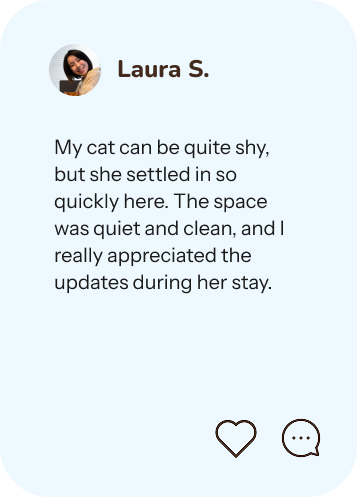 Laura S.
My cat can be quite shy,
but she settled in so
quickly here. The space
was quiet and clean, and I
really appreciated the
updates during her stay.